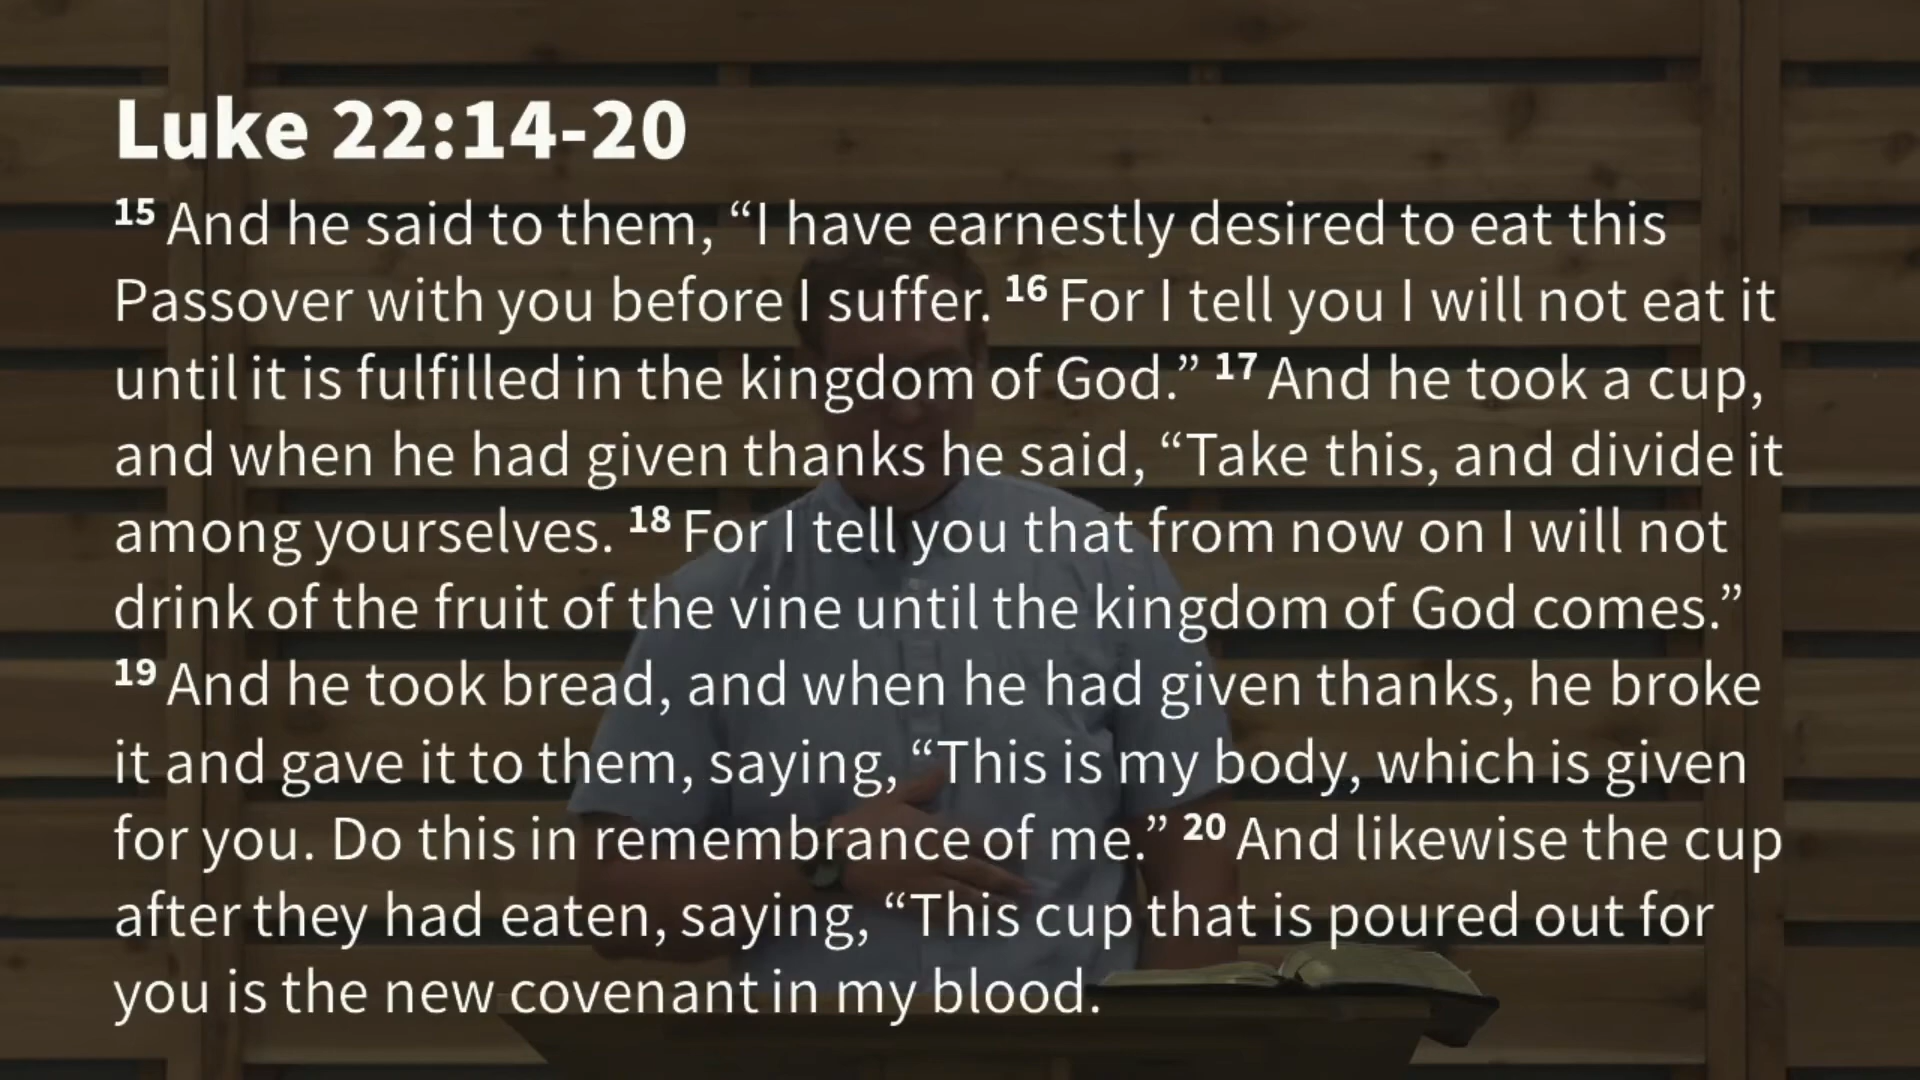 Luke 22:14-20
15 And he said to them, “I have earnestly desired to eat this
Passover with you before I suffer. 16 For I tell you I will not eat it
until it is fulfilled in the kingdom of God.” 17 And he took a cup,
and when he had given thanks he said, “Take this, and divide it
among yourselves. 18 For I tell you that from now on I will not
drink of the fruit of the vine until the kingdom of God comes.”
19 And he took bread, and when he had given thanks, he broke
it and gave it to them, saying, “This is my body, which is given
for you. Do this in remembrance of me.” 20 And likewise the cup
after they had eaten, saying, “This cup that is poured out for
you is the new covenant in my blood.